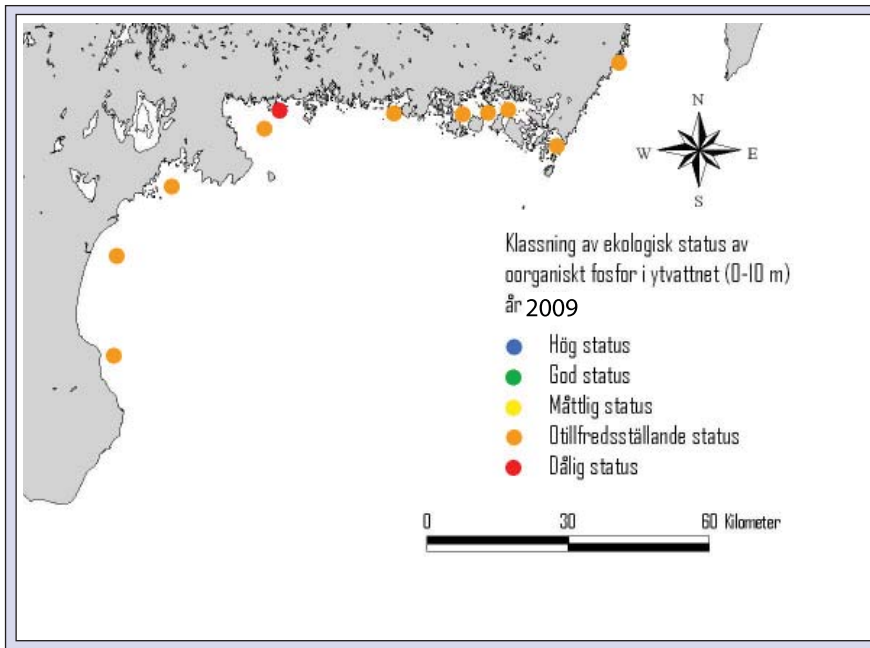 N
W
E
S
Klassning av ekologisk status av
oorganiskt fosfor i ytvattnet (0-10 m)
år 2009
Hög status
God status
Måttlig status
Otillfredsställande status
Dålig status
0 30 60 Kilometer